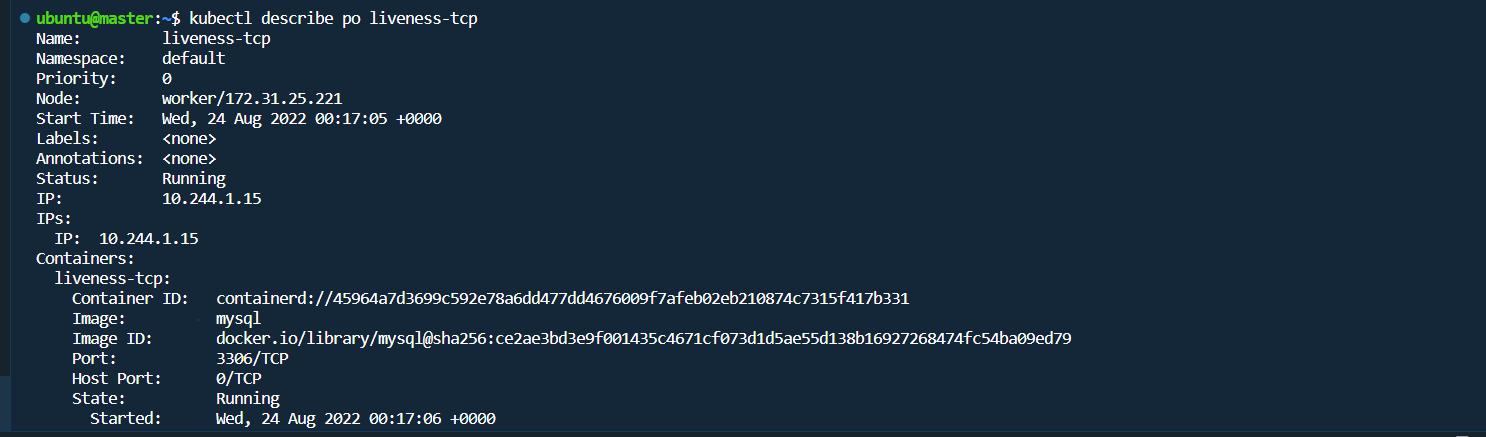 ubuntu@master:~$ kubectl describe po liveness-tcp
Name:         liveness-tcp
Namespace:    default
Priority:     0
Node:         worker/172.31.25.221
Start Time:   Wed, 24 Aug 2022 00:17:05 +0000
Labels:       <none>
Annotations:  <none>
Status:       Running
IP:           10.244.1.15
IPs:
  IP:  10.244.1.15
Containers:
  liveness-tcp:
    Container ID:   containerd://45964a7d3699c592e78a6dd477dd4676009f7afeb02eb210874c7315f417b331
    Image:          mysql
    Image ID:       docker.io/library/mysql@sha256:ce2ae3bd3e9f001435c4671cf073d1d5ae55d138b16927268474fc54ba09ed79
    Port:           3306/TCP
    Host Port:      0/TCP
    State:          Running
      Started:      Wed, 24 Aug 2022 00:17:06 +0000